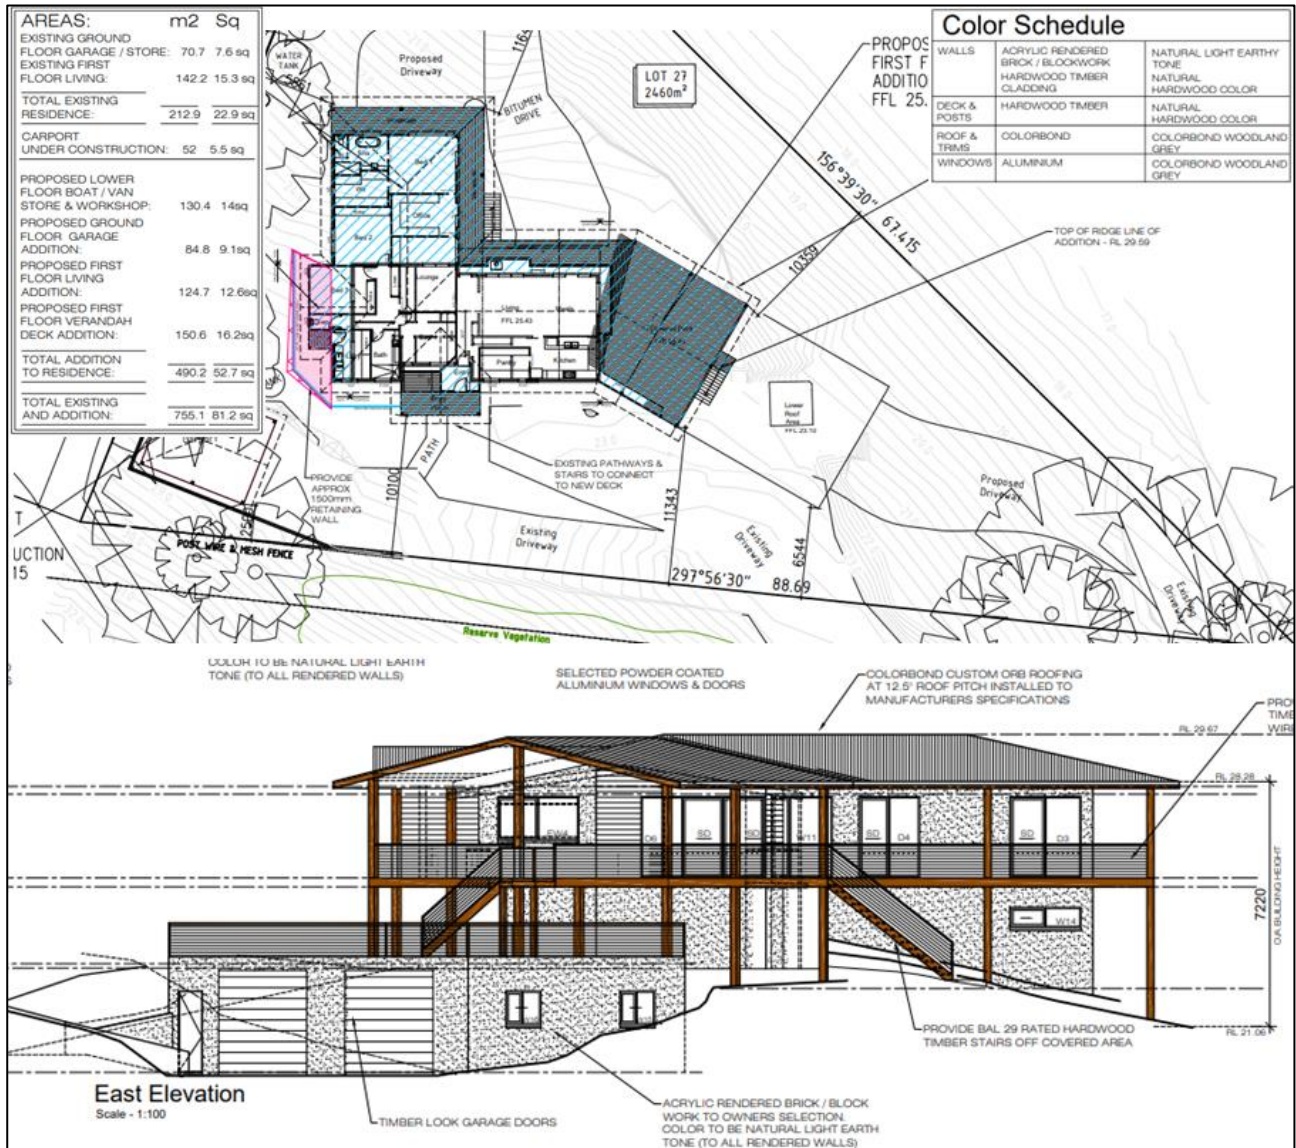 AREAS: m2 Sq
EXISTING GROUND
FLOOR GARAGE / STORE: 70.7 7.6 sq
EXISTING FIRST
FLOOR LIVING: 142.2 15.3 sq
TOTAL EXISTING
RESIDENCE: 212.9 22.9 sq
CARPORT
UNDER CONSTRUCTION: 52 5.5 sq
PROPOSED LOWER
FLOOR BOAT / VAN
STORE & WORKSHOP: 130.4 14sq
PROPOSED GROUND
FLOOR GARAGE
ADDITION: 84.8 9.1sq
PROPOSED FIRST
FLOOR LIVING
ADDITION: 124.7 12.6sq
PROPOSED FIRST
FLOOR VERANDAH
DECK ADDITION: 150.6 16.2sq
TOTAL ADDITION
TO RESIDENCE: 490.2 52.7 sq
TOTAL EXISTING
AND ADDITION: 755.1 81.2 sq
WATER
TANK
Proposed
Driveway
BITUMEN
DRIVE
LOT 27
2460m²
PROPOS
FIRST F
ADDITIO
FFL 25.
Color Schedule
WALLS ACRYLIC RENDERED BRICK / BLOCKWORK NATURAL LIGHT EARTHY TONE
HARDWOOD TIMBER CLADDING NATURAL HARDWOOD COLOR
DECK & POSTS HARDWOOD TIMBER NATURAL HARDWOOD COLOR
ROOF & TRIMS COLORBOND COLORBOND WOODLAND GREY
WINDOWS ALUMINIUM COLORBOND WOODLAND GREY
156°39'30" 67.415
10359
TOP OF RIDGE LINE OF
ADDITION - RL 29.59
Bed 2
Office
Lounge
Living
FFL 25.43
Bath
Pantry
Kitchen
Lower
Roof
Area
FFL 23.10
PROVIDE
APPROX
1500mm
RETAINING
WALL
10100
PATH
EXISTING PATHWAYS &
STAIRS TO CONNECT
TO NEW DECK
11343
6544
Existing
Driveway
Existing
Driveway
Proposed
Driveway
Existing
POST WIRE & MESH FENCE
T
UCTION
15
297°56'30" 88.69
Reserve Vegetation
COLOR TO BE NATURAL LIGHT EARTH
TONE (TO ALL RENDERED WALLS)
SELECTED POWDER COATED
ALUMINIUM WINDOWS & DOORS
COLORBOND CUSTOM ORB ROOFING
AT 12.5° ROOF PITCH INSTALLED TO
MANUFACTURERS SPECIFICATIONS
PRO
TIMB
WIRE
RL 29.67
RL 28.28
D6 SD SD W11 SD D4 SD D3
W14
7220
O/A BUILDING HEIGHT
RL 21.06
PROVIDE BAL 29 RATED HARDWOOD
TIMBER STAIRS OFF COVERED AREA
East Elevation
Scale - 1:100
TIMBER LOOK GARAGE DOORS
ACRYLIC RENDERED BRICK / BLOCK
WORK TO OWNERS SELECTION.
COLOR TO BE NATURAL LIGHT EARTH
TONE (TO ALL RENDERED WALLS)